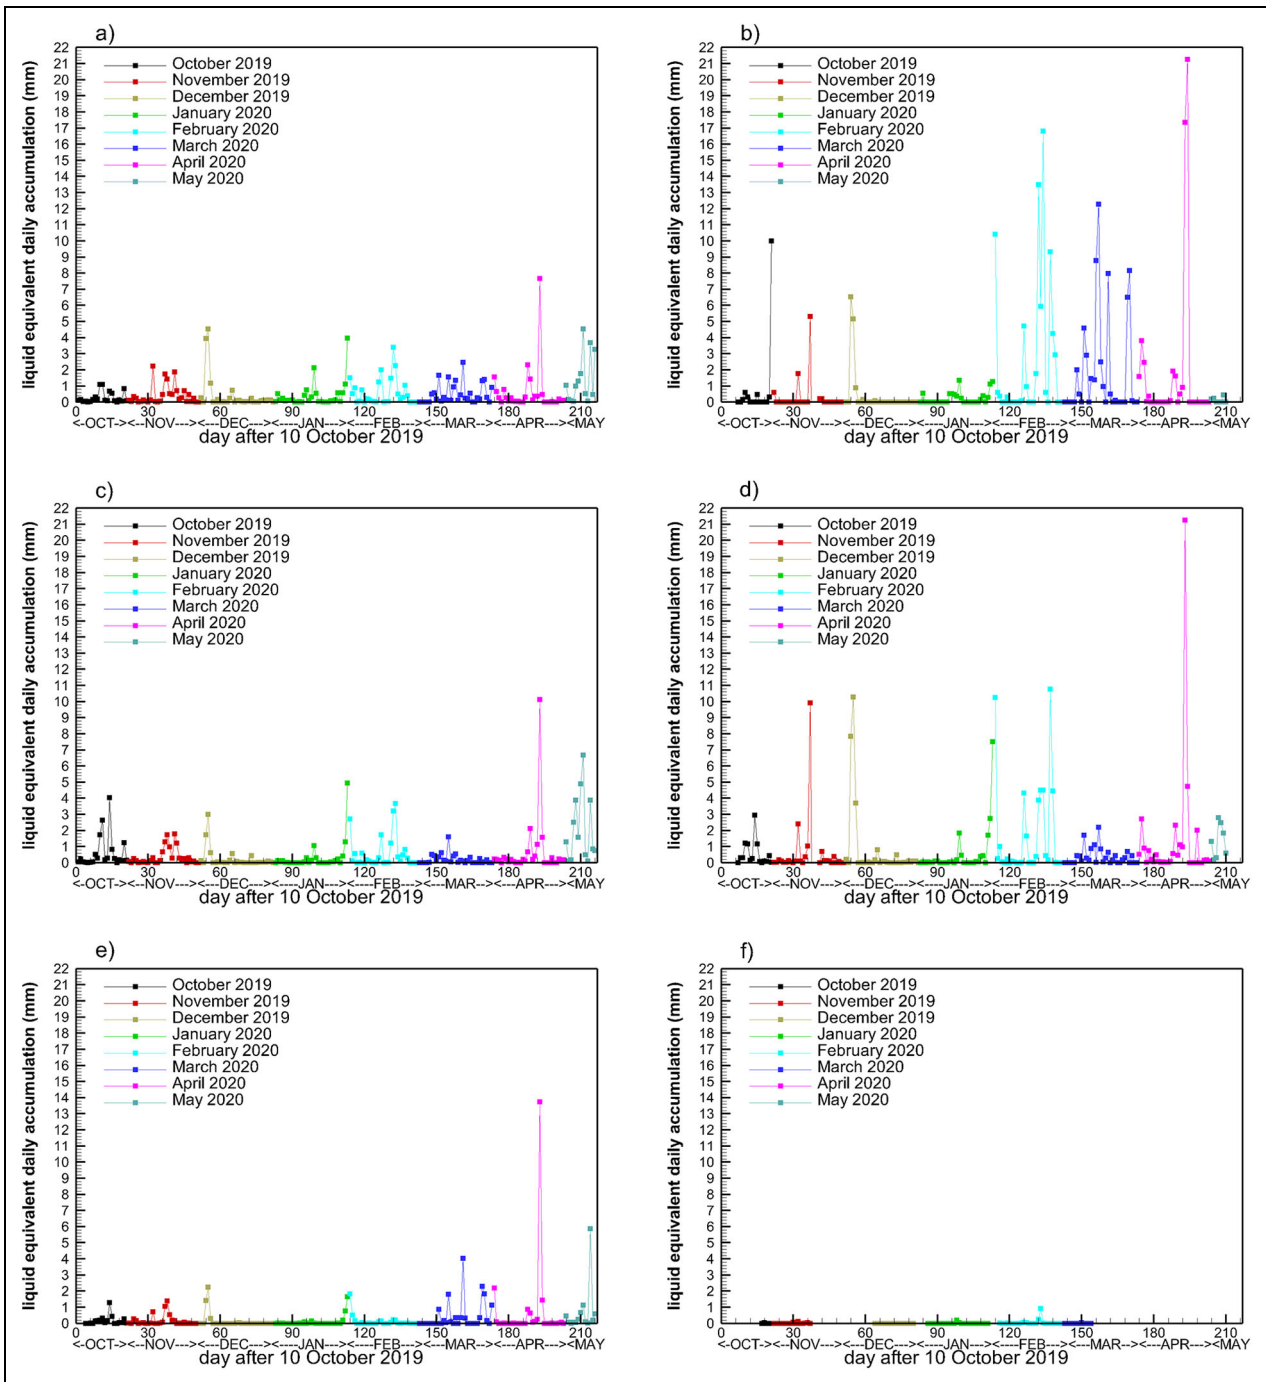 a)
liquid equivalent daily accumulation (mm)
22
21
20
19
18
17
16
15
14
13
12
11
10
9
8
7
6
5
4
3
2
1
0
October 2019
November 2019
December 2019
January 2020
February 2020
March 2020
April 2020
May 2020
0 30 60 90 120 150 180 210
<-OCT-><--NOV---><----DEC---><----JAN---><----FEB---><---MAR--><---APR---><MAY
day after 10 October 2019
b)
liquid equivalent daily accumulation (mm)
22
21
20
19
18
17
16
15
14
13
12
11
10
9
8
7
6
5
4
3
2
1
0
October 2019
November 2019
December 2019
January 2020
February 2020
March 2020
April 2020
May 2020
0 30 60 90 120 150 180 210
<-OCT-><--NOV---><----DEC---><----JAN---><----FEB---><---MAR--><---APR---><MAY
day after 10 October 2019
c)
liquid equivalent daily accumulation (mm)
22
21
20
19
18
17
16
15
14
13
12
11
10
9
8
7
6
5
4
3
2
1
0
October 2019
November 2019
December 2019
January 2020
February 2020
March 2020
April 2020
May 2020
0 30 60 90 120 150 180 210
<-OCT-><--NOV---><----DEC---><----JAN---><----FEB---><---MAR--><---APR---><MAY
day after 10 October 2019
d)
liquid equivalent daily accumulation (mm)
22
21
20
19
18
17
16
15
14
13
12
11
10
9
8
7
6
5
4
3
2
1
0
October 2019
November 2019
December 2019
January 2020
February 2020
March 2020
April 2020
May 2020
0 30 60 90 120 150 180 210
<-OCT-><--NOV---><----DEC---><----JAN---><----FEB---><---MAR--><---APR---><MAY
day after 10 October 2019
e)
liquid equivalent daily accumulation (mm)
22
21
20
19
18
17
16
15
14
13
12
11
10
9
8
7
6
5
4
3
2
1
0
October 2019
November 2019
December 2019
January 2020
February 2020
March 2020
April 2020
May 2020
0 30 60 90 120 150 180 210
<-OCT-><--NOV---><----DEC---><----JAN---><----FEB---><---MAR--><---APR---><MAY
day after 10 October 2019
f)
liquid equivalent daily accumulation (mm)
22
21
20
19
18
17
16
15
14
13
12
11
10
9
8
7
6
5
4
3
2
1
0
October 2019
November 2019
December 2019
January 2020
February 2020
March 2020
April 2020
May 2020
0 30 60 90 120 150 180 210
<-OCT-><--NOV---><----DEC---><----JAN---><----FEB---><---MAR--><---APR---><MAY
day after 10 October 2019